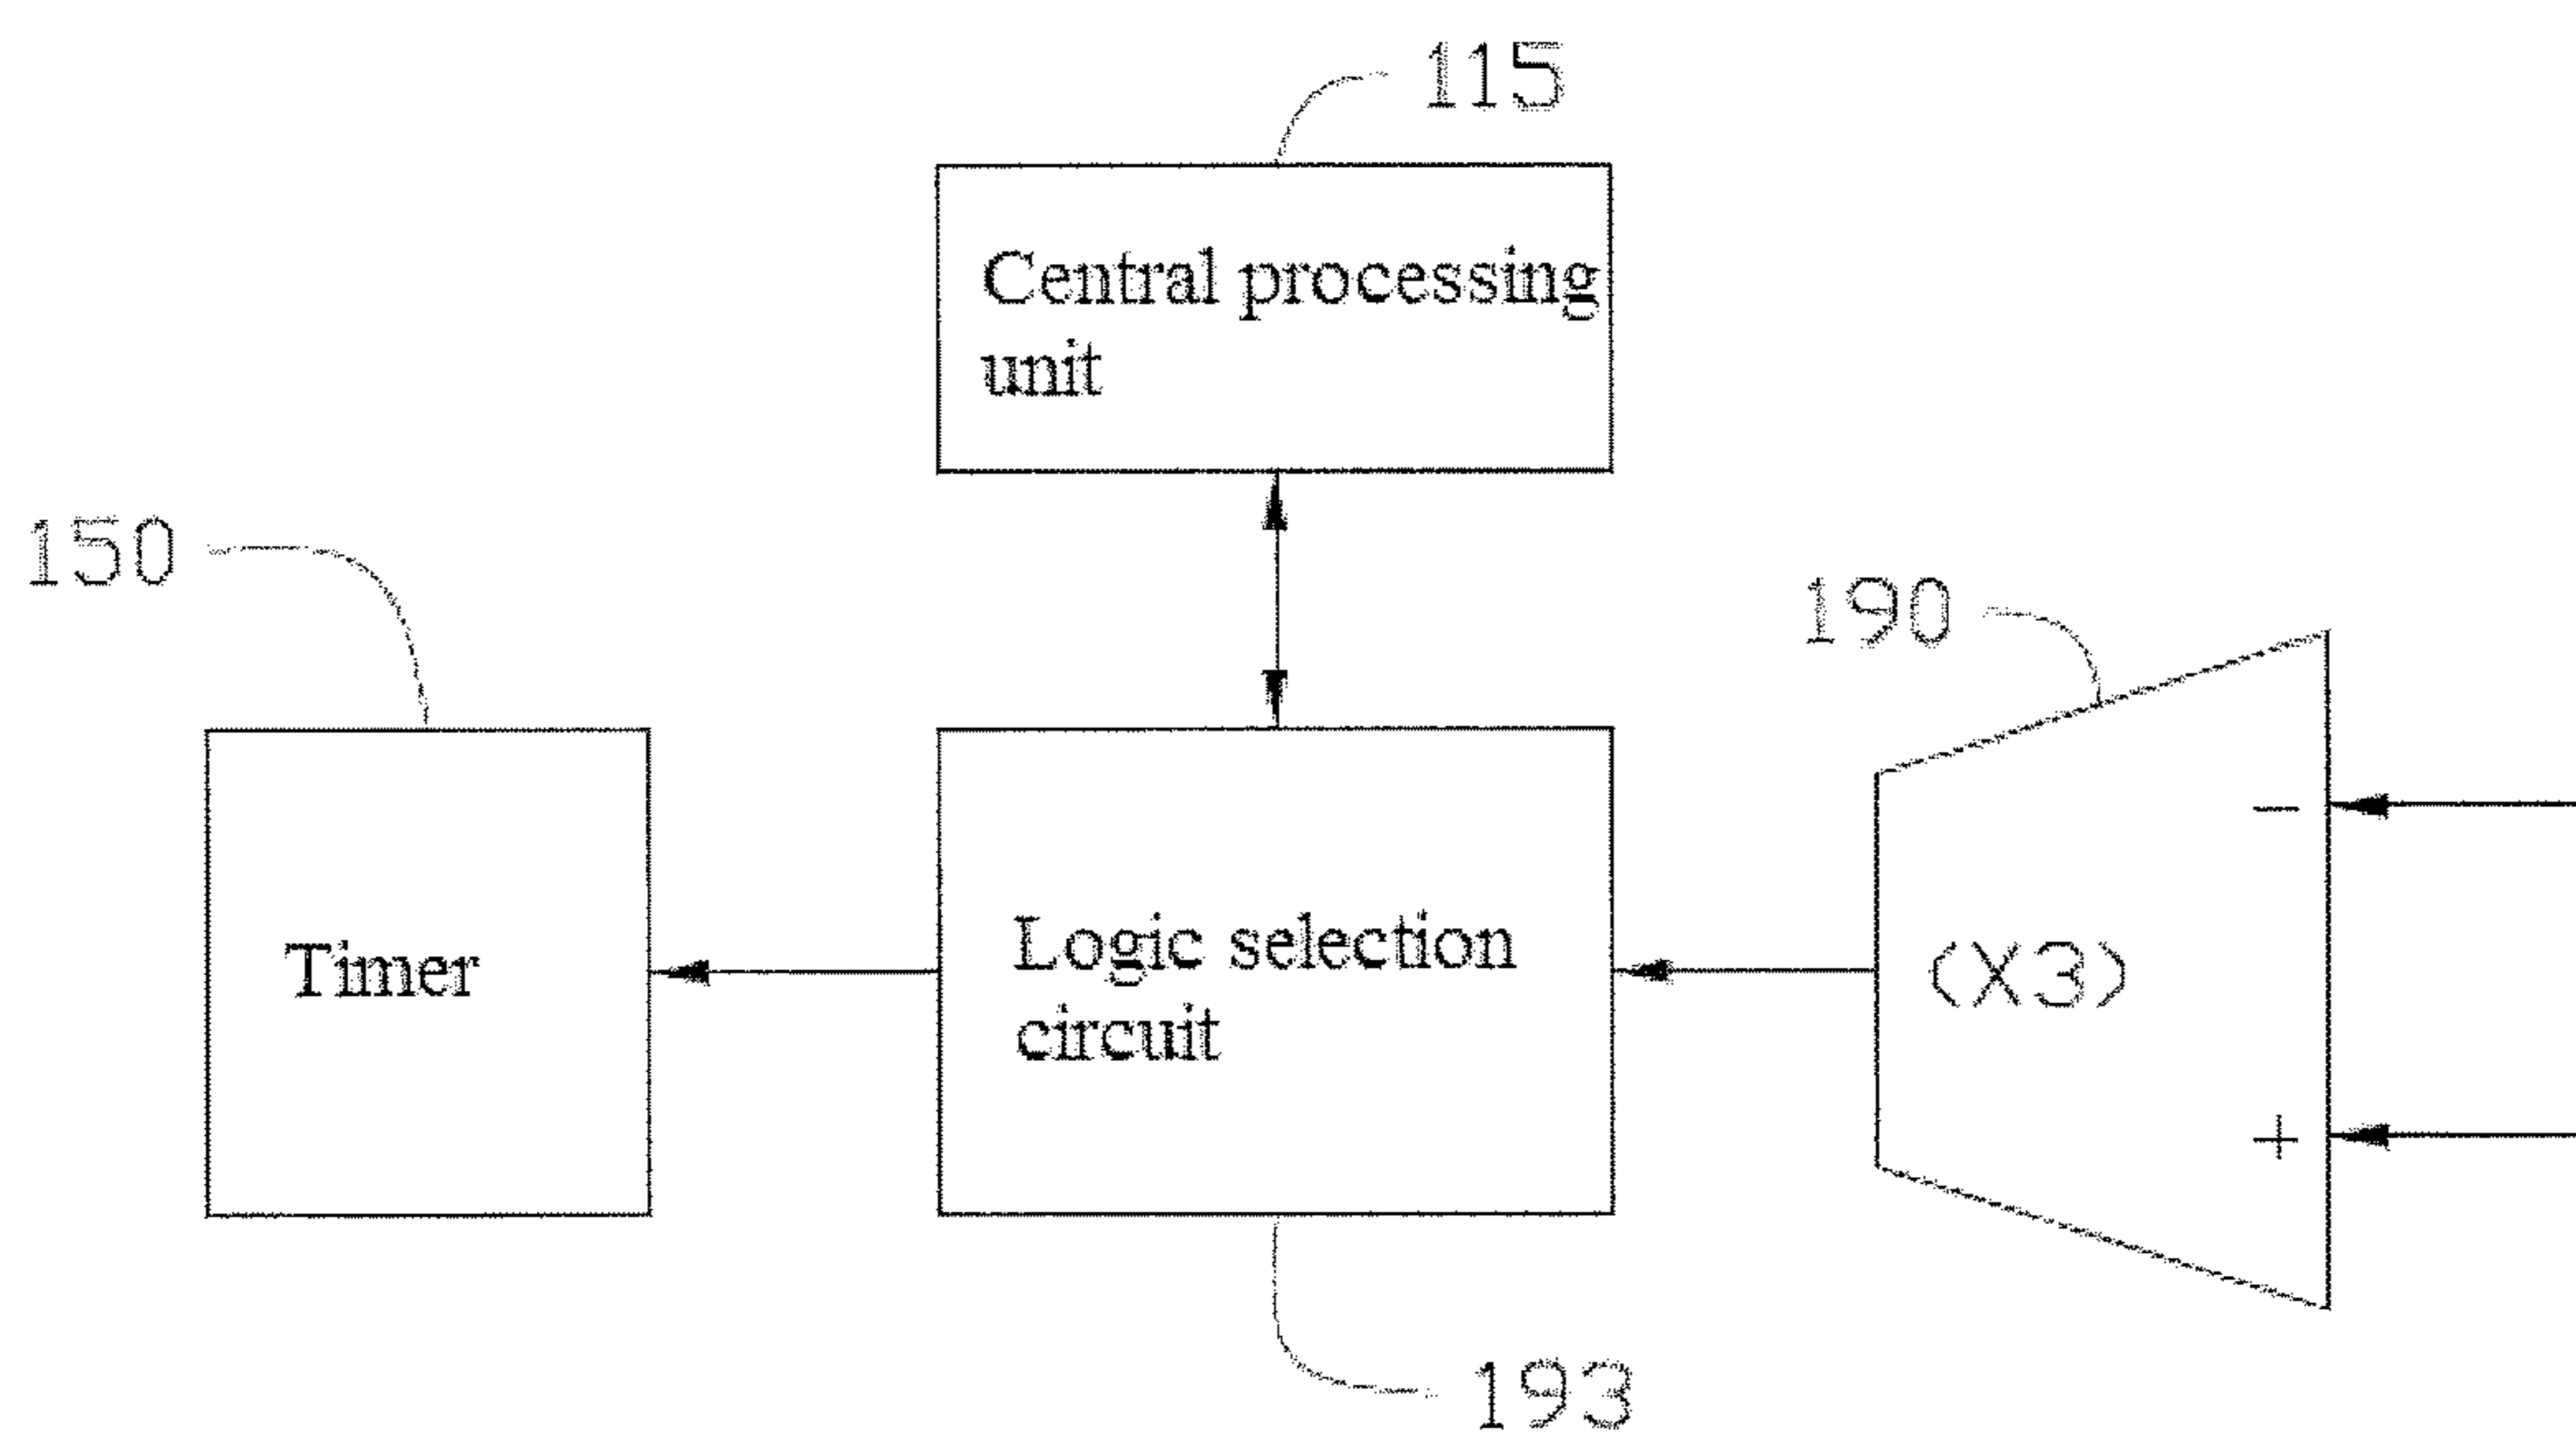 115
Central processing
unit
150
190
−
Timer
Logic selection
circuit
(X3)
+
193